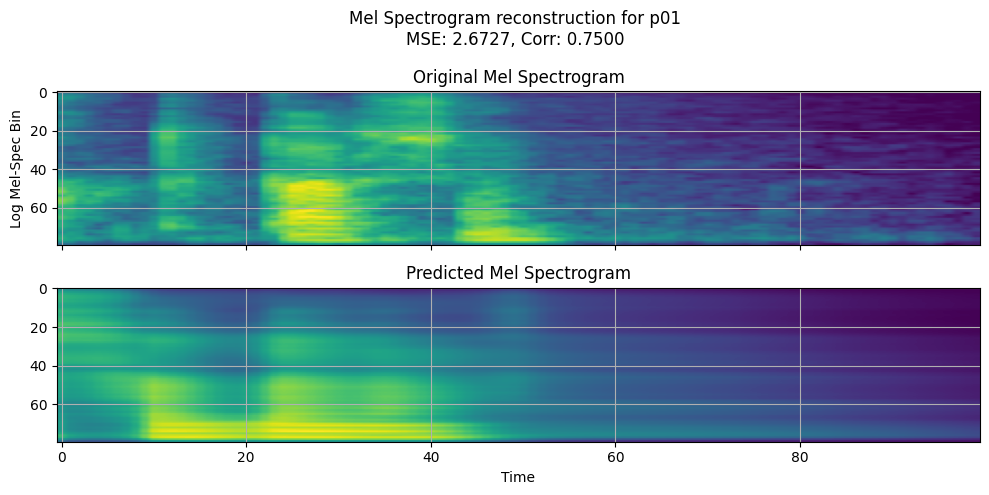 Mel Spectrogram reconstruction for p01
MSE: 2.6727, Corr: 0.7500
Original Mel Spectrogram
0
20
40
60
Log Mel-Spec Bin
Predicted Mel Spectrogram
0
20
40
60
0 20 40 60 80
Time